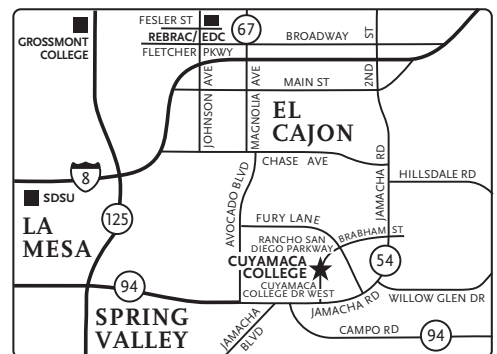 FESLER ST
REBRAC/ EDC
67
BROADWAY
2ND ST
GROSSMONT
COLLEGE
FLETCHER PKWY
JOHNSON AVE
MAGNOLIA AVE
MAIN ST
EL
CAJON
CHASE AVE
8
SDSU
JAMACHA RD
HILLSDALE RD
LA
MESA
125
AVOCADO BLVD
FURY LANE
RANCHO SAN
DIEGO PARKWAY
BRABHAM ST
CUYAMACA
COLLEGE
54
CUYAMACA
COLLEGE DR WEST
94
JAMACHA RD
WILLOW GLEN DR
SPRING
VALLEY
JAMACHA
BLVD
CAMPO RD
94